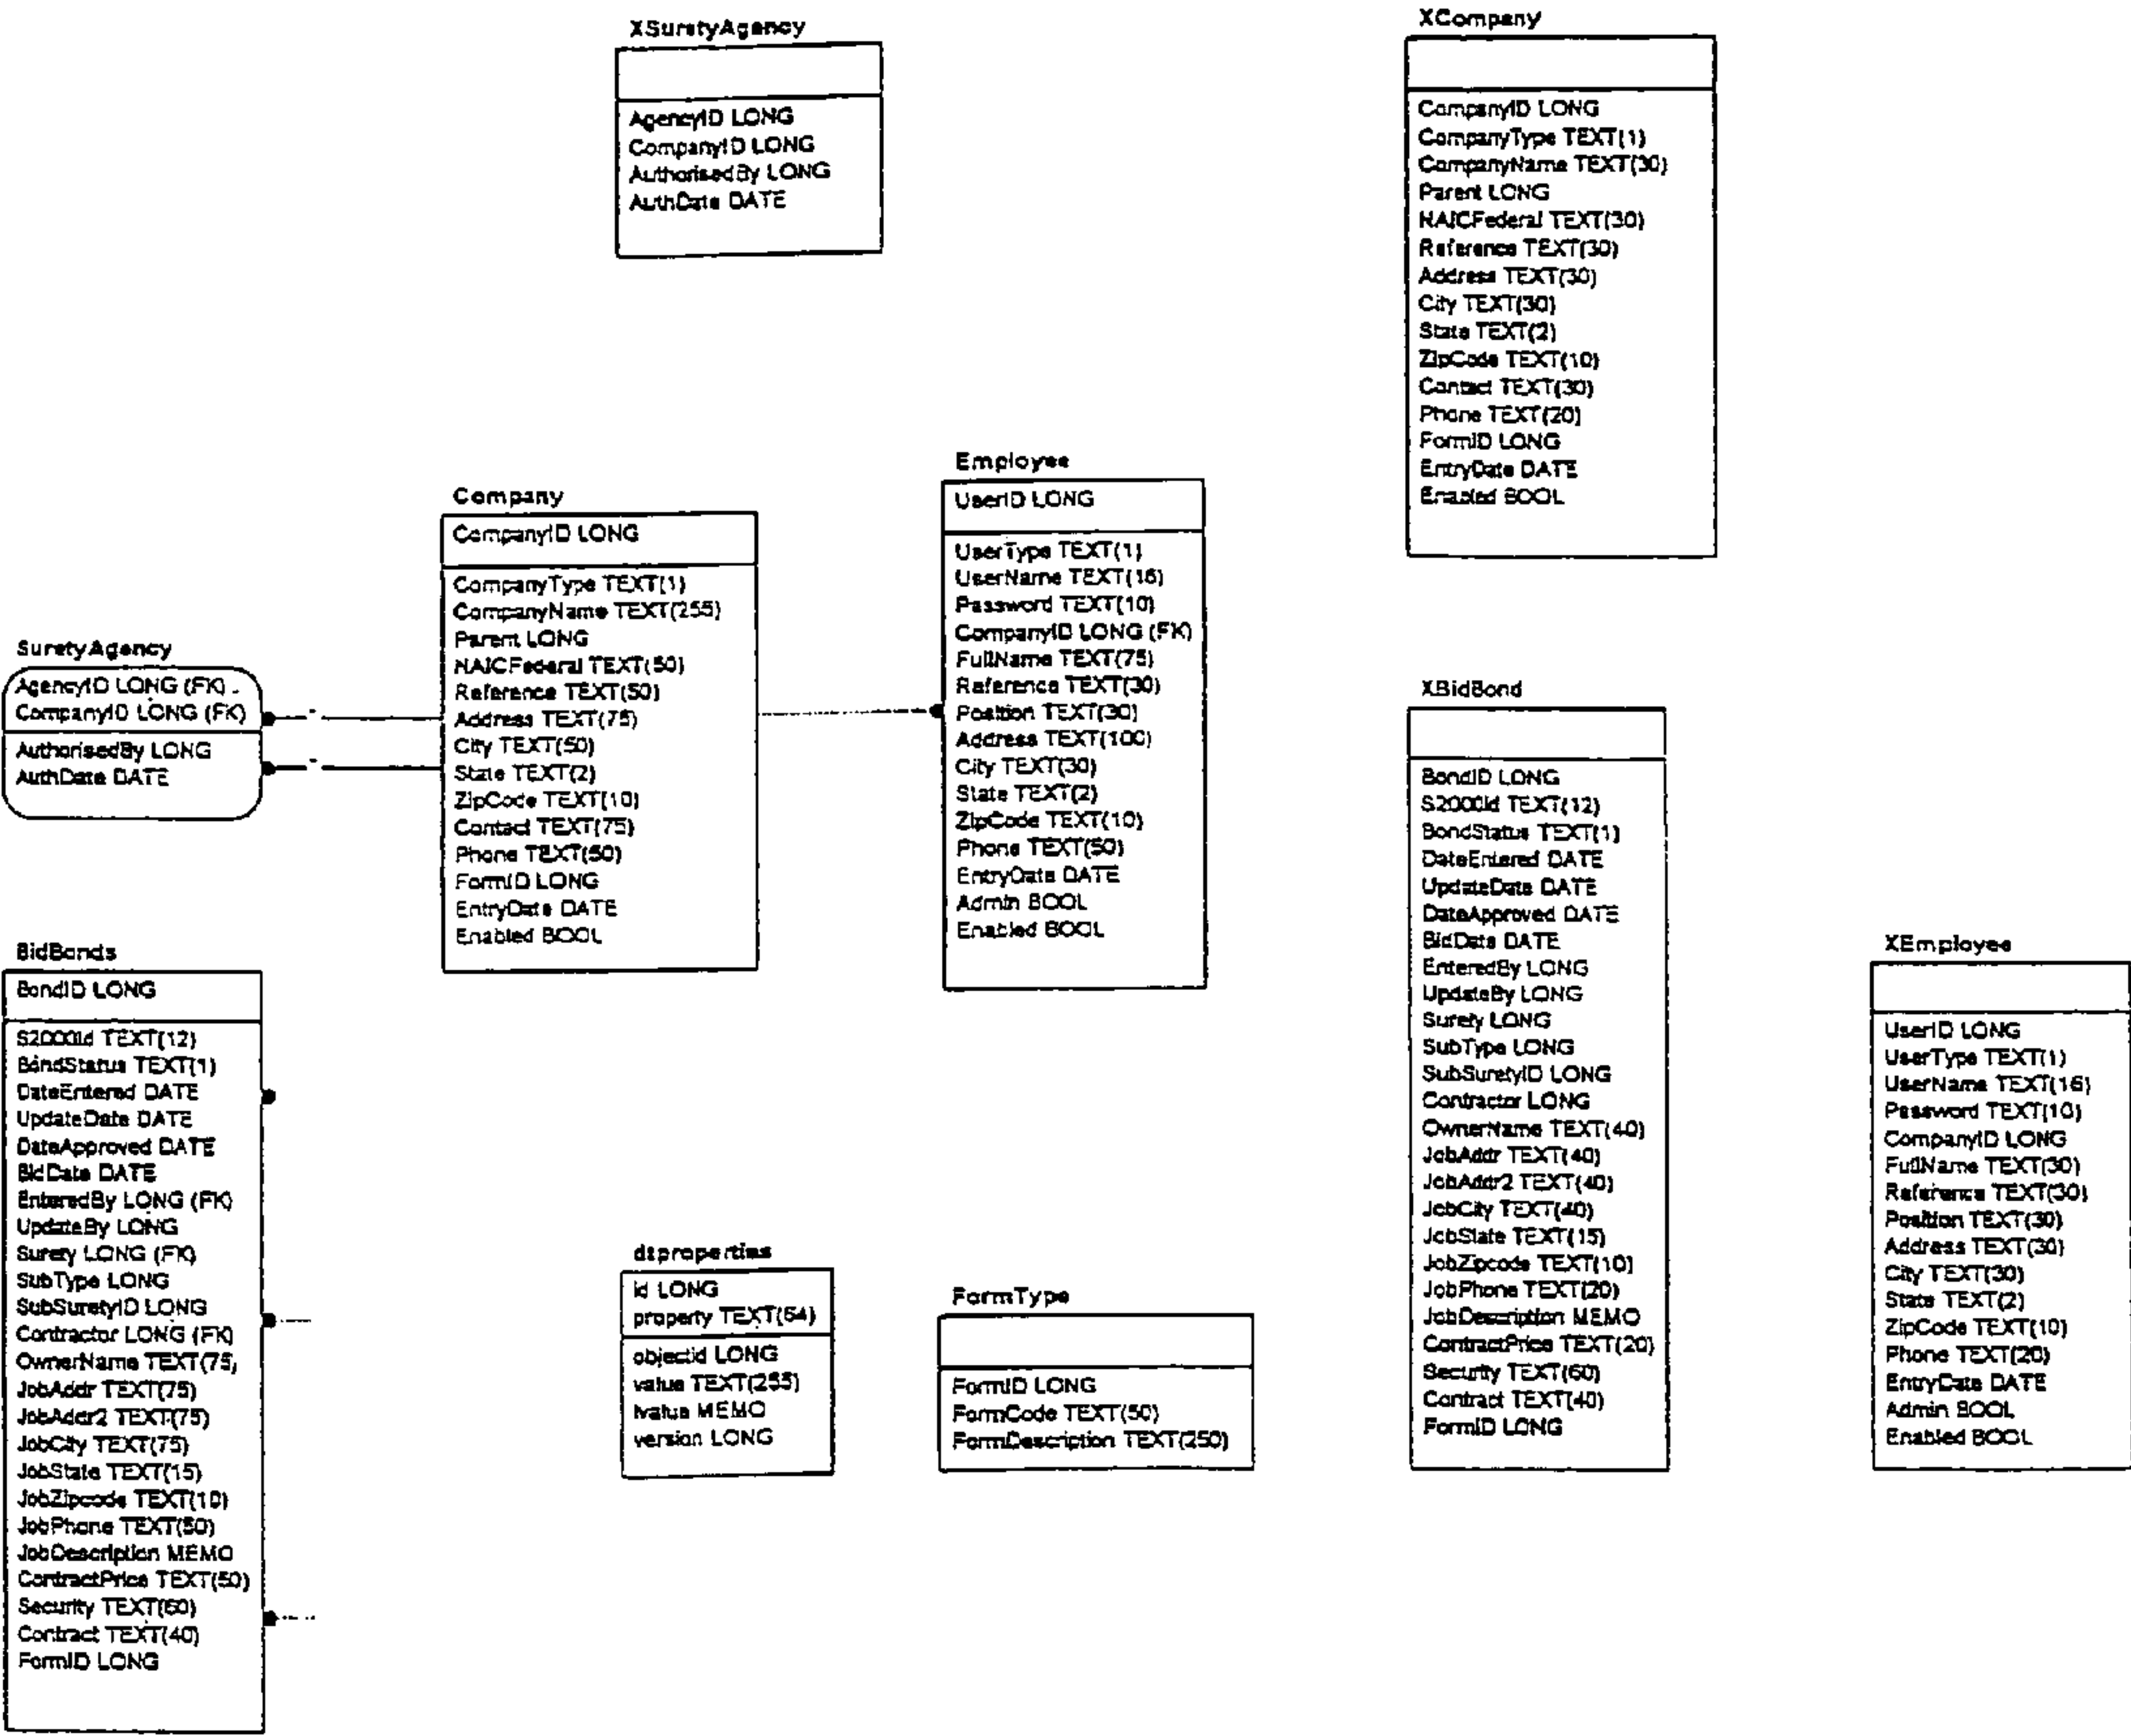 XSuretyAgency
AgencyID LONG
CompanyID LONG
AuthorisedBy LONG
AuthDate DATE
XCompany
CompanyID LONG
CompanyType TEXT(1)
CompanyName TEXT(30)
Parent LONG
NAICFederal TEXT(30)
Reference TEXT(30)
Address TEXT(30)
City TEXT(30)
State TEXT(2)
ZipCode TEXT(10)
Contact TEXT(30)
Phone TEXT(20)
FormID LONG
EntryDate DATE
Enabled BOOL
SuretyAgency
AgencyID LONG (FK)
CompanyID LONG (FK)
AuthorisedBy LONG
AuthDate DATE
Company
CompanyID LONG
CompanyType TEXT(1)
CompanyName TEXT(255)
Parent LONG
NAICFederal TEXT(50)
Reference TEXT(50)
Address TEXT(75)
City TEXT(50)
State TEXT(2)
ZipCode TEXT(10)
Contact TEXT(75)
Phone TEXT(50)
FormID LONG
EntryDate DATE
Enabled BOOL
Employee
UserID LONG
UserType TEXT(1)
UserName TEXT(16)
Password TEXT(10)
CompanyID LONG (FK)
FullName TEXT(75)
Reference TEXT(30)
Position TEXT(30)
Address TEXT(100)
City TEXT(30)
State TEXT(2)
ZipCode TEXT(10)
Phone TEXT(50)
EntryDate DATE
Admin BOOL
Enabled BOOL
BidBonds
BondID LONG
S2000Id TEXT(12)
BondStatus TEXT(1)
DateEntered DATE
UpdateDate DATE
DateApproved DATE
BidDate DATE
EnteredBy LONG (FK)
UpdateBy LONG
Surety LONG (FK)
SubType LONG
SubSuretyID LONG
Contractor LONG (FK)
OwnerName TEXT(75)
JobAddr TEXT(75)
JobAddr2 TEXT(75)
JobCity TEXT(75)
JobState TEXT(15)
JobZipcode TEXT(10)
JobPhone TEXT(50)
JobDescription MEMO
ContractPrice TEXT(50)
Security TEXT(60)
Contract TEXT(40)
FormID LONG
dtproperties
id LONG
property TEXT(64)
objectid LONG
value TEXT(255)
lvalue MEMO
version LONG
FormType
FormID LONG
FormCode TEXT(50)
FormDescription TEXT(250)
XBidBond
BondID LONG
S2000Id TEXT(12)
BondStatus TEXT(1)
DateEntered DATE
UpdateDate DATE
DateApproved DATE
BidDate DATE
EnteredBy LONG
UpdateBy LONG
Surety LONG
SubType LONG
SubSuretyID LONG
Contractor LONG
OwnerName TEXT(40)
JobAddr TEXT(40)
JobAddr2 TEXT(40)
JobCity TEXT(40)
JobState TEXT(15)
JobZipcode TEXT(10)
JobPhone TEXT(20)
JobDescription MEMO
ContractPrice TEXT(20)
Security TEXT(60)
Contract TEXT(40)
FormID LONG
XEmployee
UserID LONG
UserType TEXT(1)
UserName TEXT(16)
Password TEXT(10)
CompanyID LONG
FullName TEXT(30)
Reference TEXT(30)
Position TEXT(30)
Address TEXT(30)
City TEXT(30)
State TEXT(2)
ZipCode TEXT(10)
Phone TEXT(20)
EntryDate DATE
Admin BOOL
Enabled BOOL